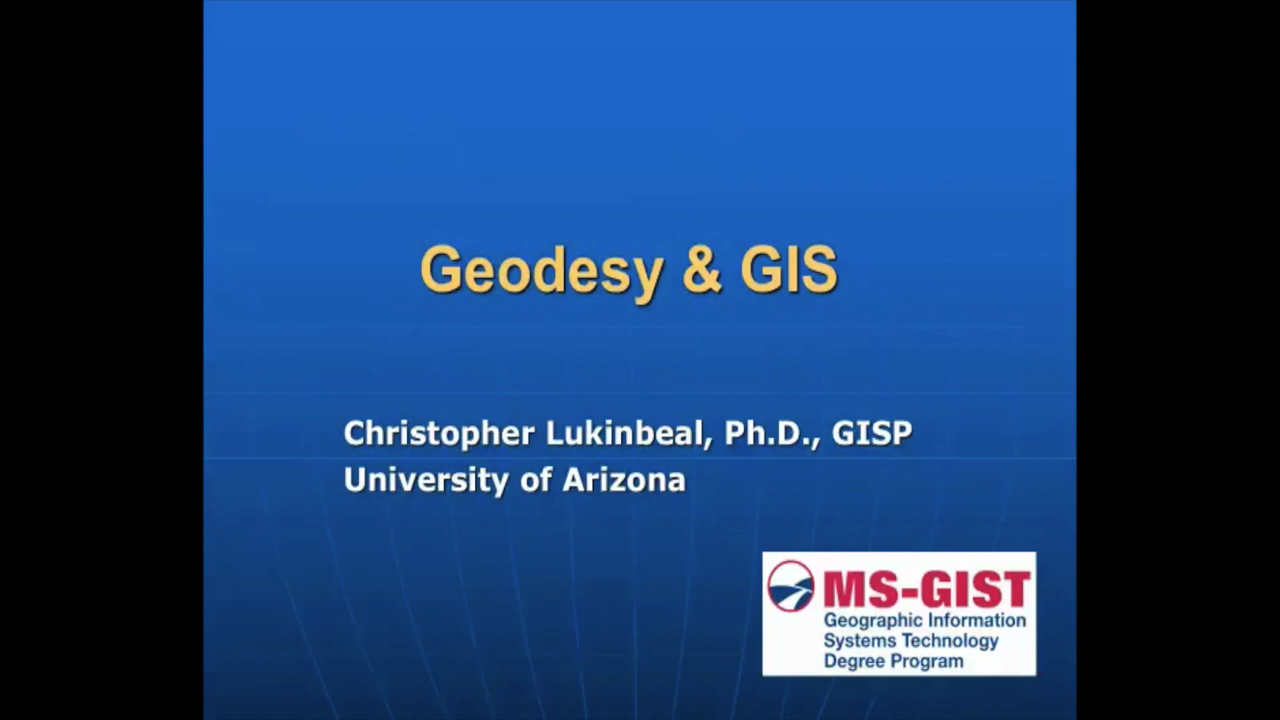 Geodesy & GIS
Christopher Lukinbeal, Ph.D., GISP
University of Arizona
MS-GIST
Geographic Information
Systems Technology
Degree Program